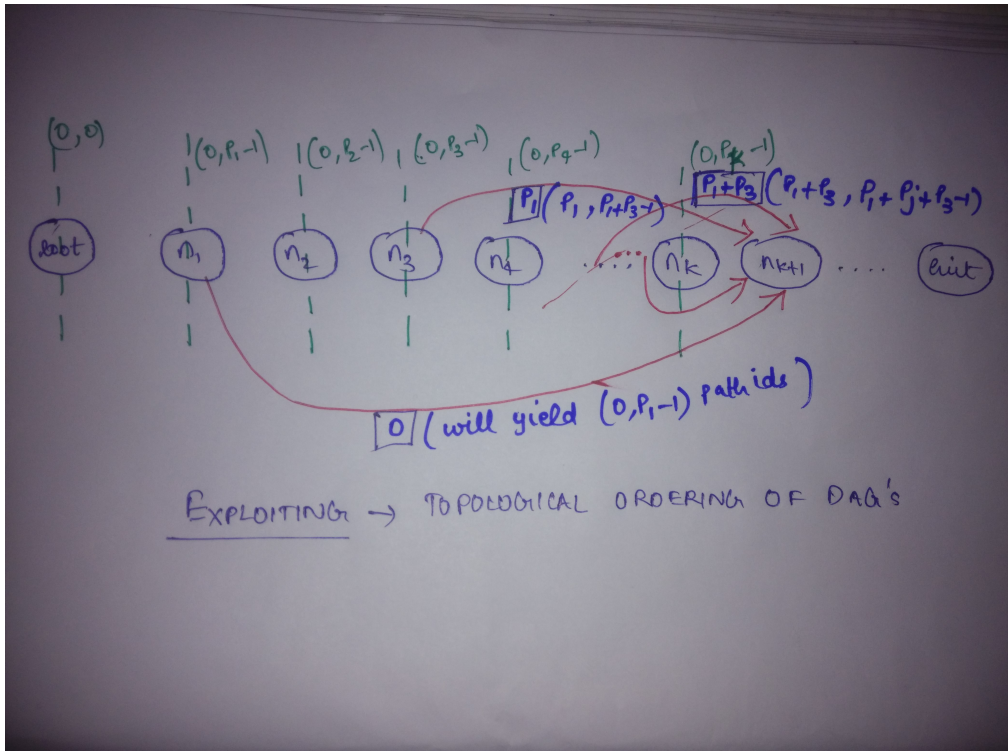 (0,0)
(0,P₁-1) (0,P₂-1) (0,P₃-1) (0,P₄-1) (0,Pₖ-1)
P₁ (P₁, P₁+P₃-1) P₁+P₃ (P₁+P₃, P₁+Pⱼ+P₃-1)
root n₁ n₂ n₃ n₄ ..... nₖ nₖ₊₁ .... exit
0 (will yield (0,P₁-1) path ids)
EXPLOITING → TOPOLOGICAL ORDERING OF DAG's